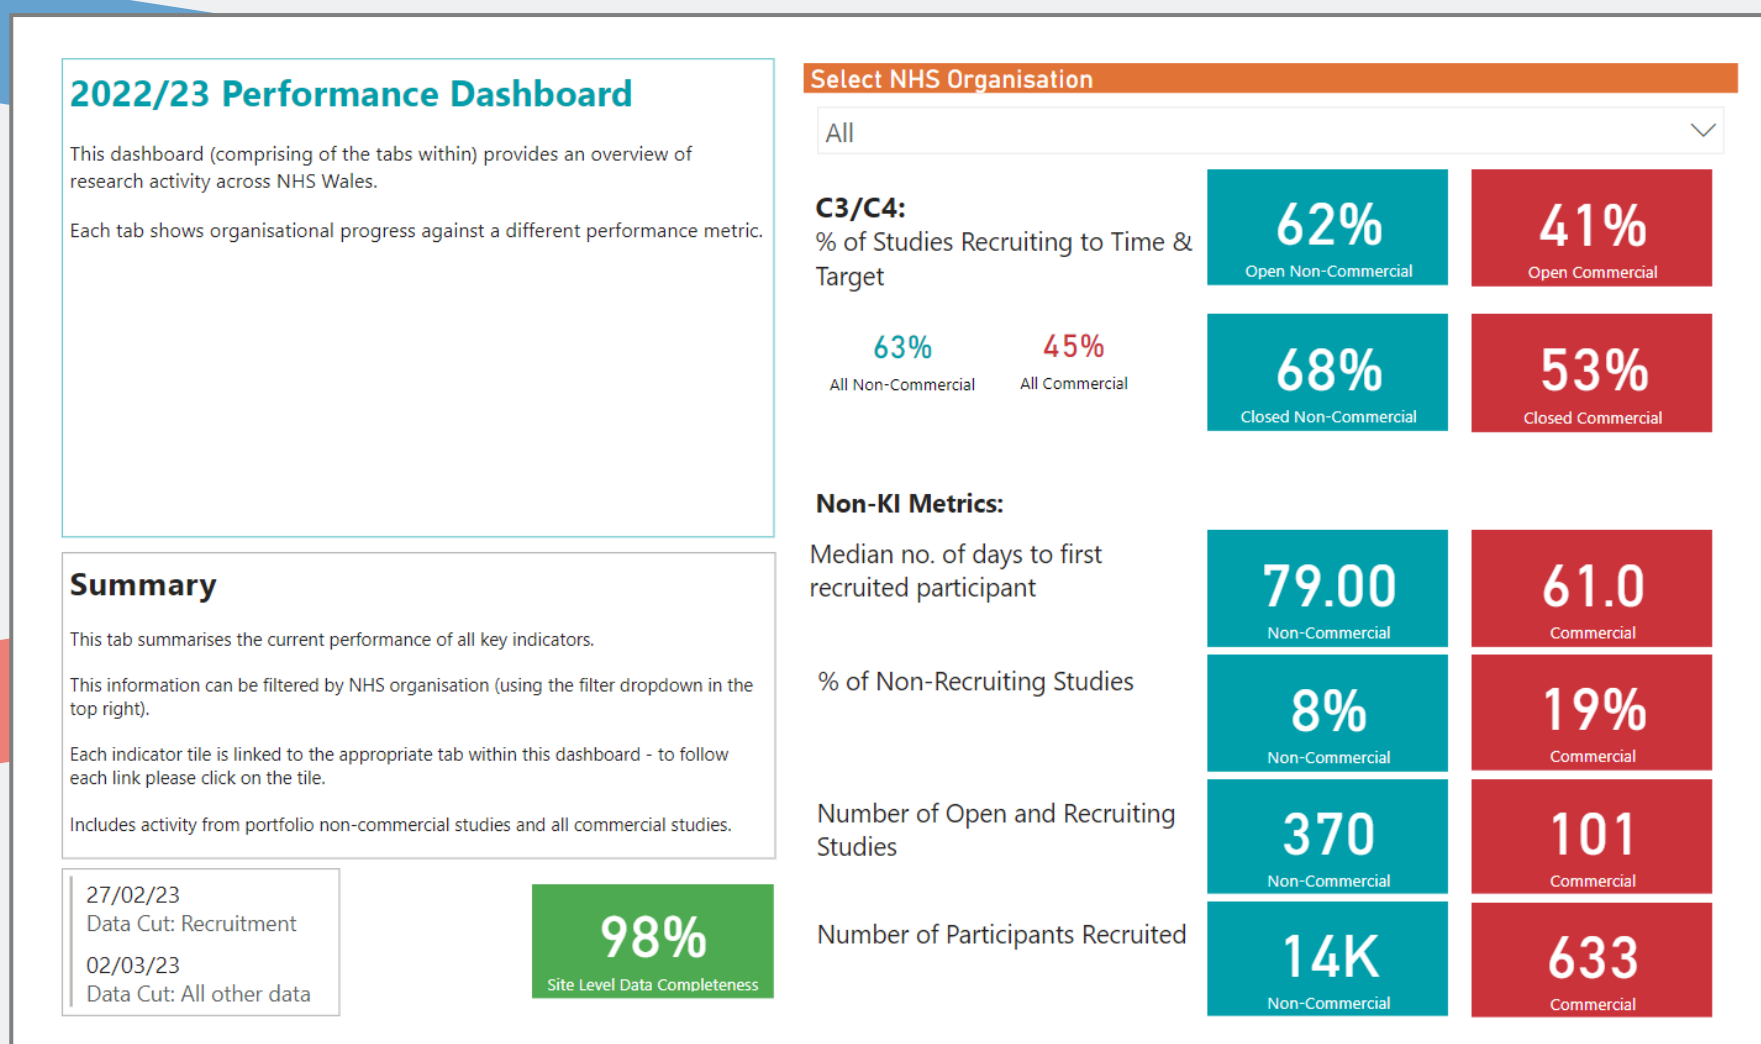 2022/23 Performance Dashboard
This dashboard (comprising of the tabs within) provides an overview of
research activity across NHS Wales.
Each tab shows organisational progress against a different performance metric.
Summary
This tab summarises the current performance of all key indicators.
This information can be filtered by NHS organisation (using the filter dropdown in the
top right).
Each indicator tile is linked to the appropriate tab within this dashboard - to follow
each link please click on the tile.
Includes activity from portfolio non-commercial studies and all commercial studies.
27/02/23
Data Cut: Recruitment
02/03/23
Data Cut: All other data
98%
Site Level Data Completeness
Select NHS Organisation
All
C3/C4:
% of Studies Recruiting to Time &
Target
62%
Open Non-Commercial
41%
Open Commercial
63%
All Non-Commercial
45%
All Commercial
68%
Closed Non-Commercial
53%
Closed Commercial
Non-KI Metrics:
Median no. of days to first
recruited participant
79.00
Non-Commercial
61.0
Commercial
% of Non-Recruiting Studies
8%
Non-Commercial
19%
Commercial
Number of Open and Recruiting
Studies
370
Non-Commercial
101
Commercial
Number of Participants Recruited
14K
Non-Commercial
633
Commercial